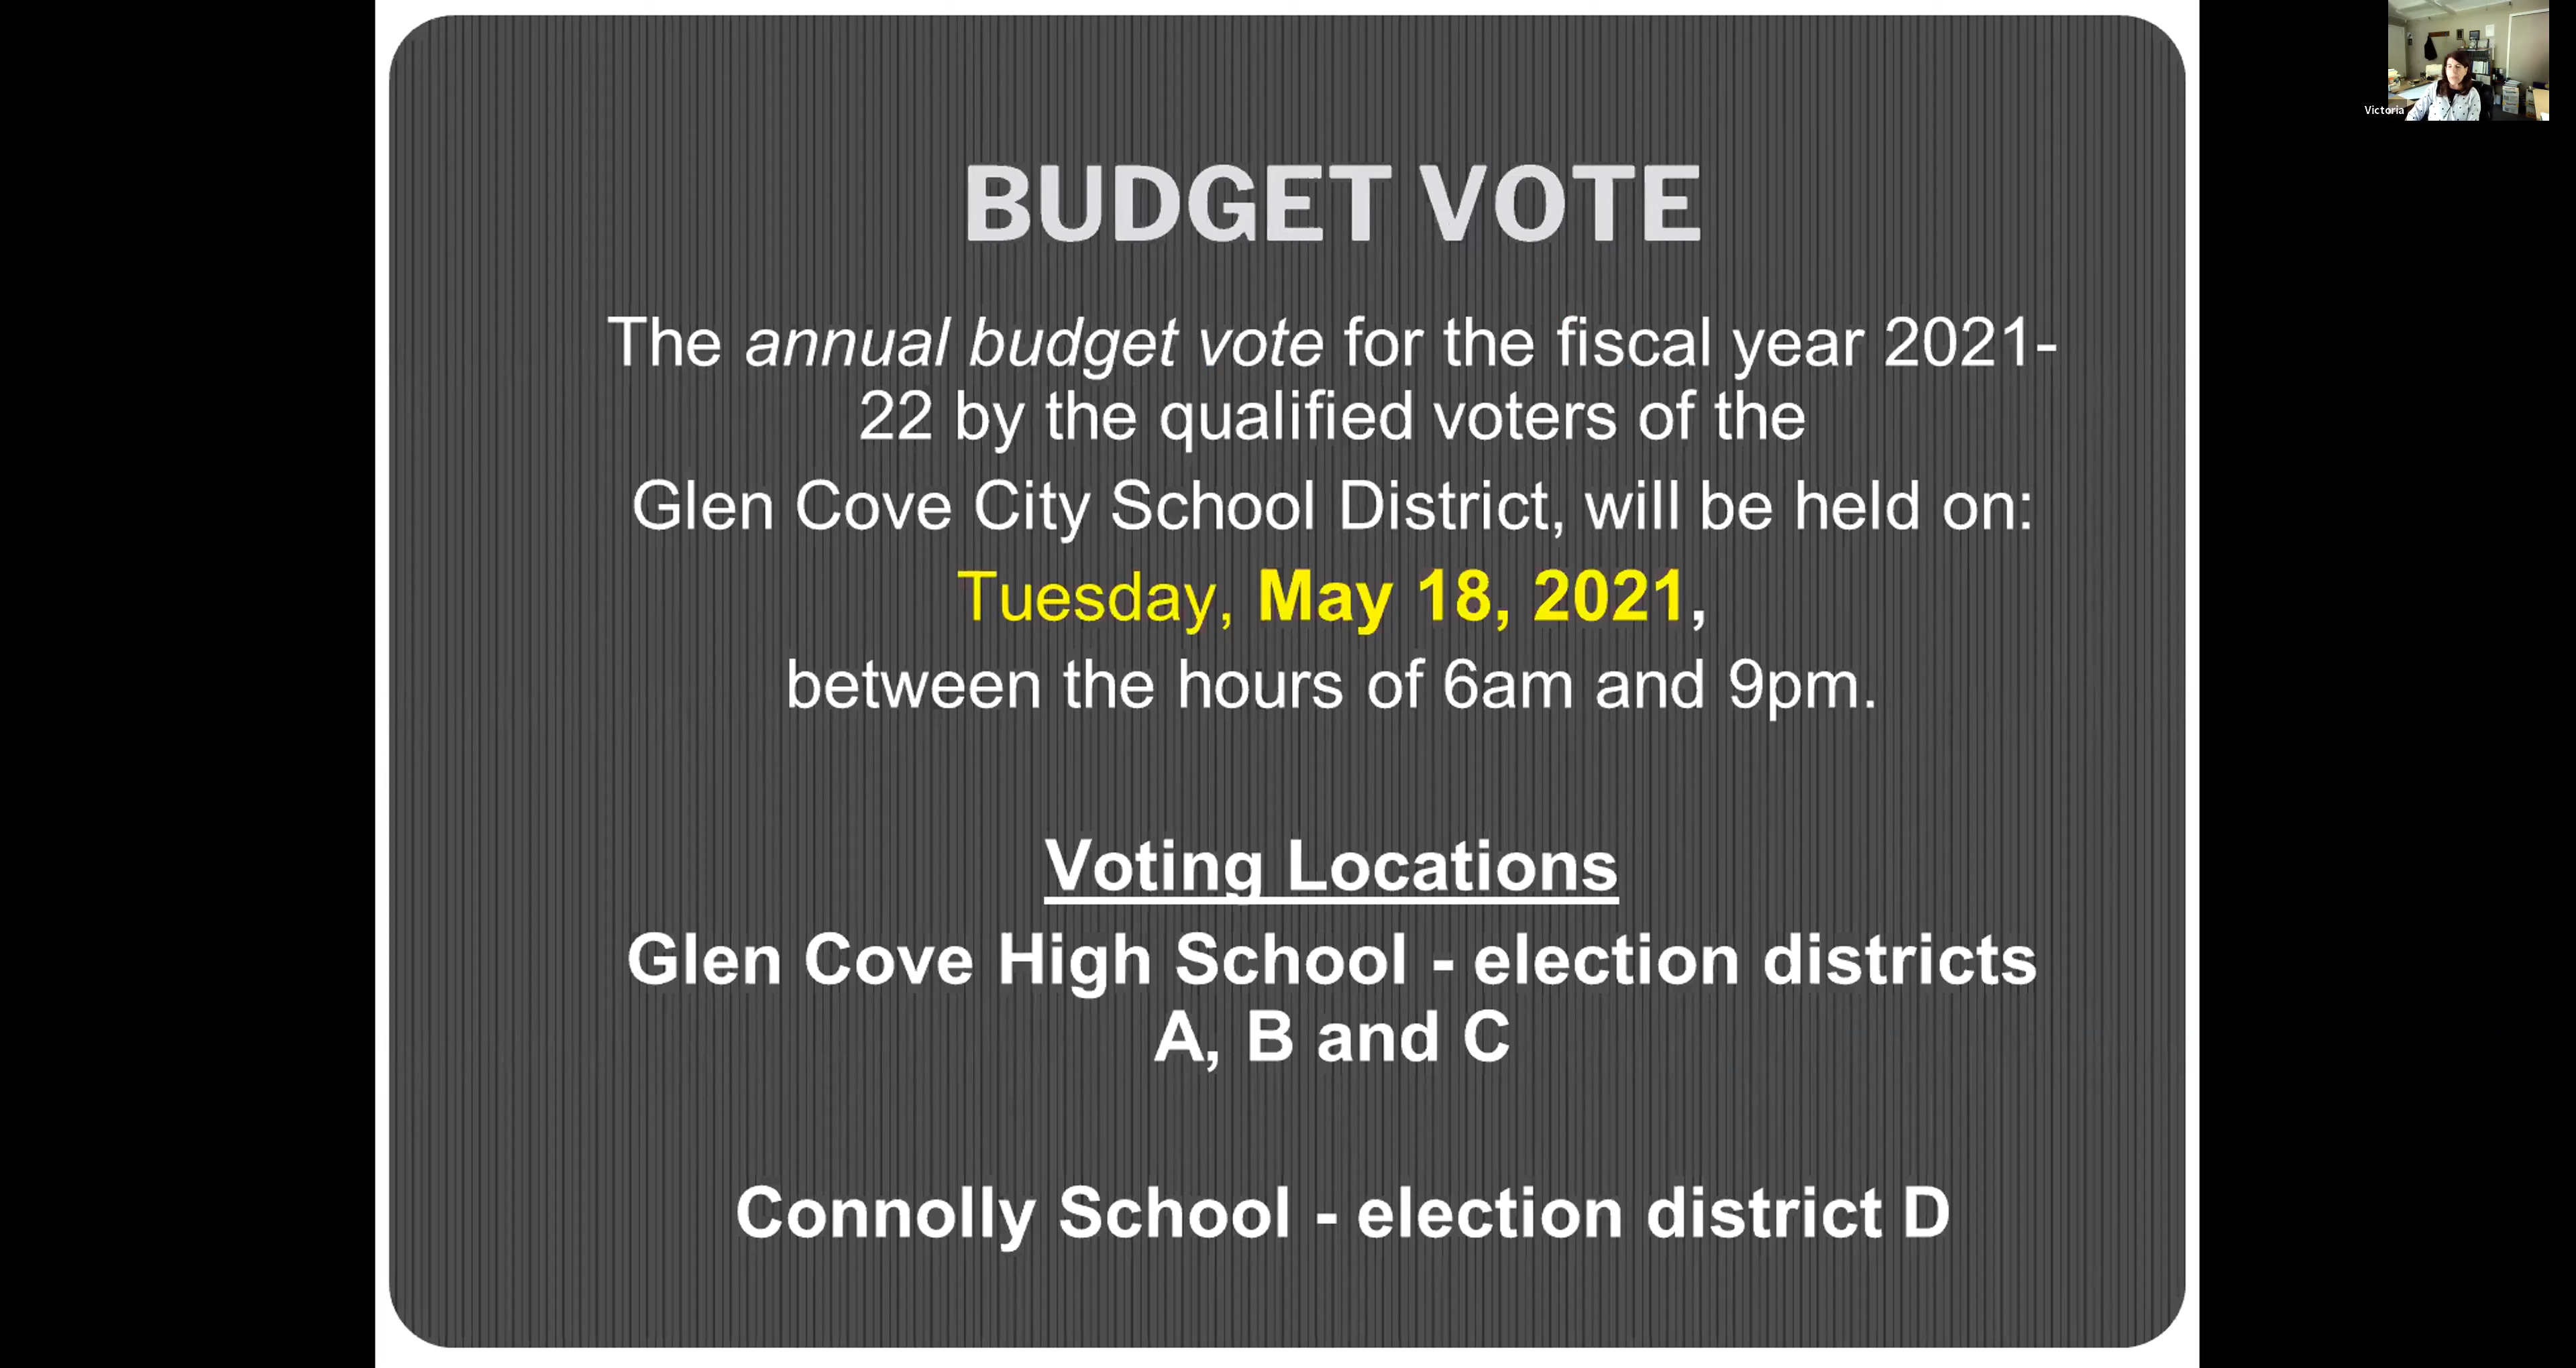 BUDGET VOTE
The annual budget vote for the fiscal year 2021-
22 by the qualified voters of the
Glen Cove City School District, will be held on:
Tuesday, May 18, 2021,
between the hours of 6am and 9pm.
Voting Locations
Glen Cove High School - election districts
A, B and C
Connolly School - election district D
Victoria